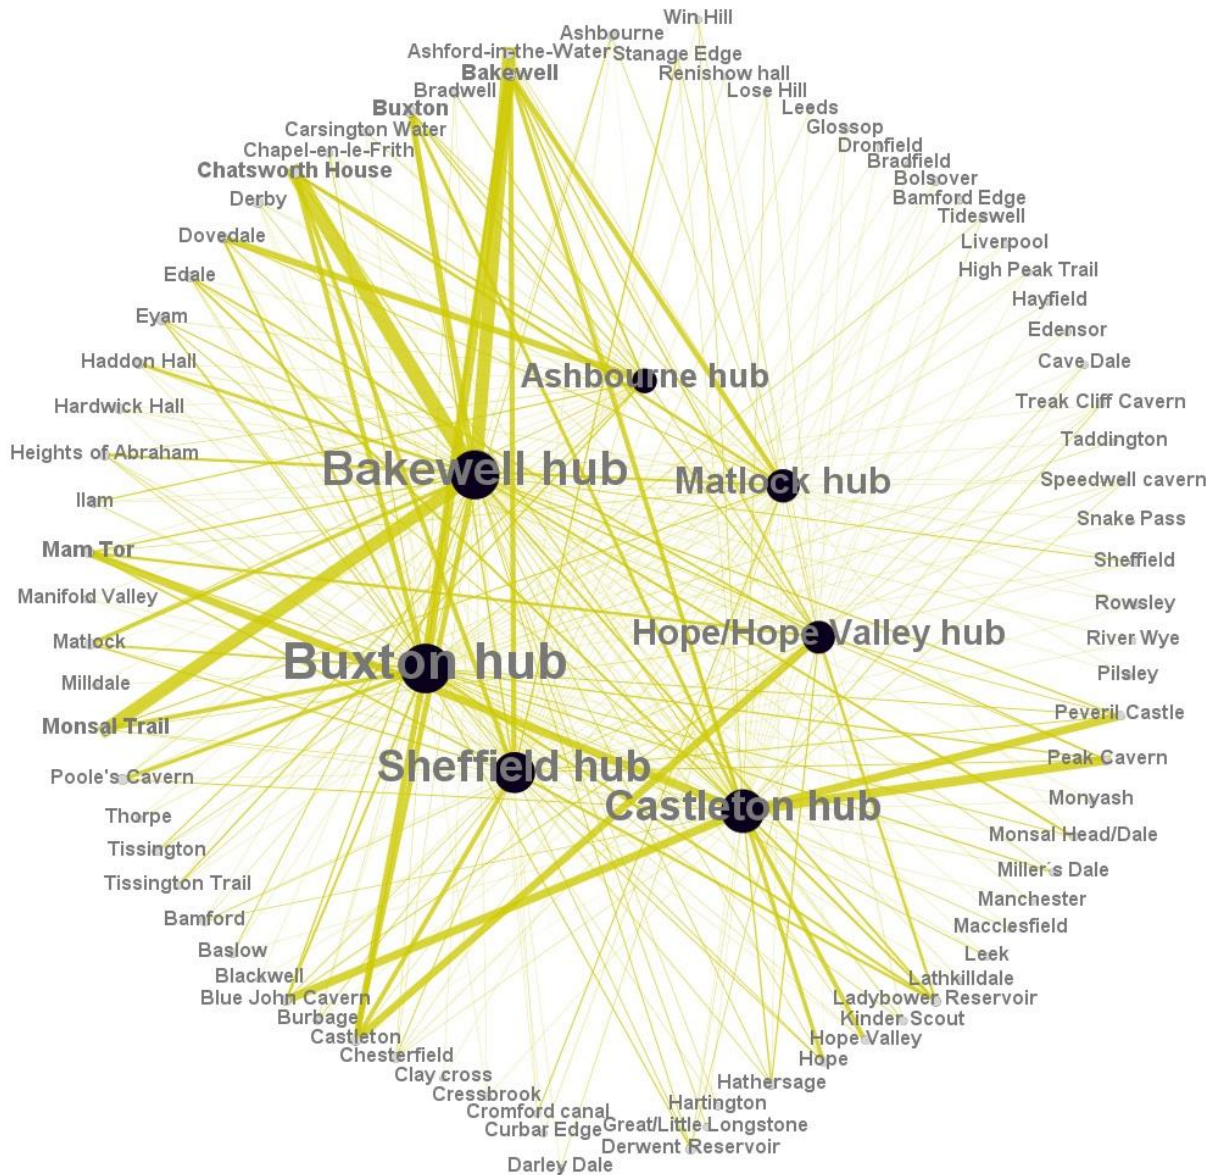 Win Hill
Ashbourne
Ashford-in-the-Water
Stanage Edge
Bakewell
Renishow hall
Bradwell
Lose Hill
Buxton
Leeds
Carsington Water
Glossop
Chapel-en-le-Frith
Dronfield
Chatsworth House
Bradfield
Bolsover
Derby
Bamford Edge
Tideswell
Dovedale
Liverpool
Edale
High Peak Trail
Hayfield
Eyam
Edensor
Haddon Hall
Cave Dale
Ashbourne hub
Hardwick Hall
Treak Cliff Cavern
Heights of Abraham
Taddington
Bakewell hub
Matlock hub
Speedwell cavern
Ilam
Snake Pass
Mam Tor
Sheffield
Manifold Valley
Rowsley
Matlock
Hope/Hope Valley hub
River Wye
Buxton hub
Milldale
Pilsley
Monsal Trail
Peveril Castle
Poole's Cavern
Sheffield hub
Peak Cavern
Castleton hub
Monyash
Thorpe
Monsal Head/Dale
Tissington
Miller´s Dale
Tissington Trail
Manchester
Bamford
Macclesfield
Baslow
Leek
Blackwell
Lathkilldale
Blue John Cavern
Ladybower Reservoir
Burbage
Kinder Scout
Castleton
Hope Valley
Chesterfield
Hope
Clay cross
Hathersage
Cressbrook
Hartington
Cromford canal
Great/Little Longstone
Curbar Edge
Derwent Reservoir
Darley Dale